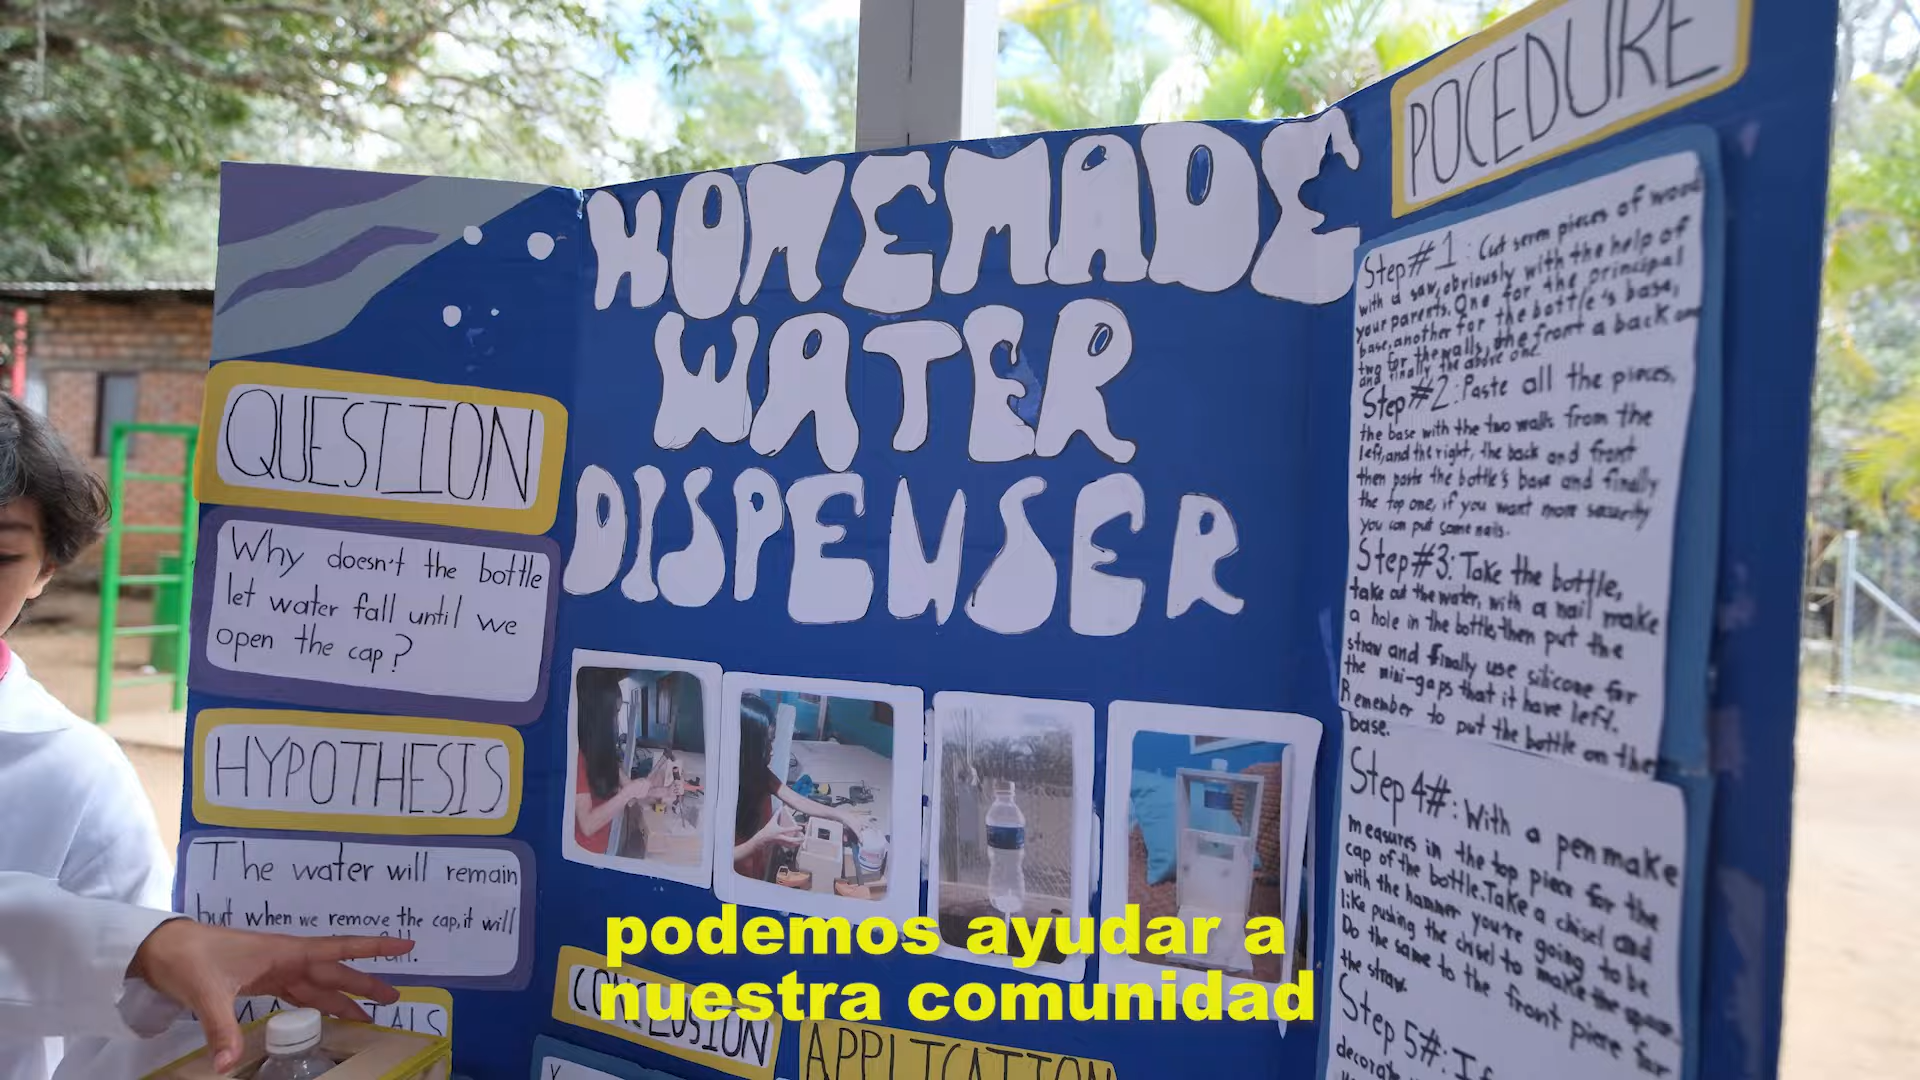 HOMEMADE
WATER
DISPENSER
QUESTION
Why doesn't the bottle
let water fall until we
open the cap?
HYPOTHESIS
The water will remain
but when we remove the cap, it will
fall.
POCEDURE
Step#1: Cut seven pieces of wood
with a saw, obviously with the help of
your parents. One for the principal
base, another for the bottle's base,
two for the walls, the front a back one
and finally the above one.
Step#2: Paste all the pieces,
the base with the two walls from the
left, and the right, the back and front
then paste the bottle's base and finally
the top one, if you want more security
you can put some nails.
Step#3: Take the bottle,
take out the water, with a nail make
a hole in the bottle, then put the
straw and finally use silicone for
the mini-gaps that it have left.
Remember to put the bottle on the
base.
Step 4#: With a pen make
measures in the top piece for the
cap of the bottle. Take a chisel and
with the hammer you're going to be
like pushing the chisel to make the space.
Do the same to the front piece for
the straw.
Step 5#: If
decorate
CONCLUSION
APPLICATION
podemos ayudar a
nuestra comunidad